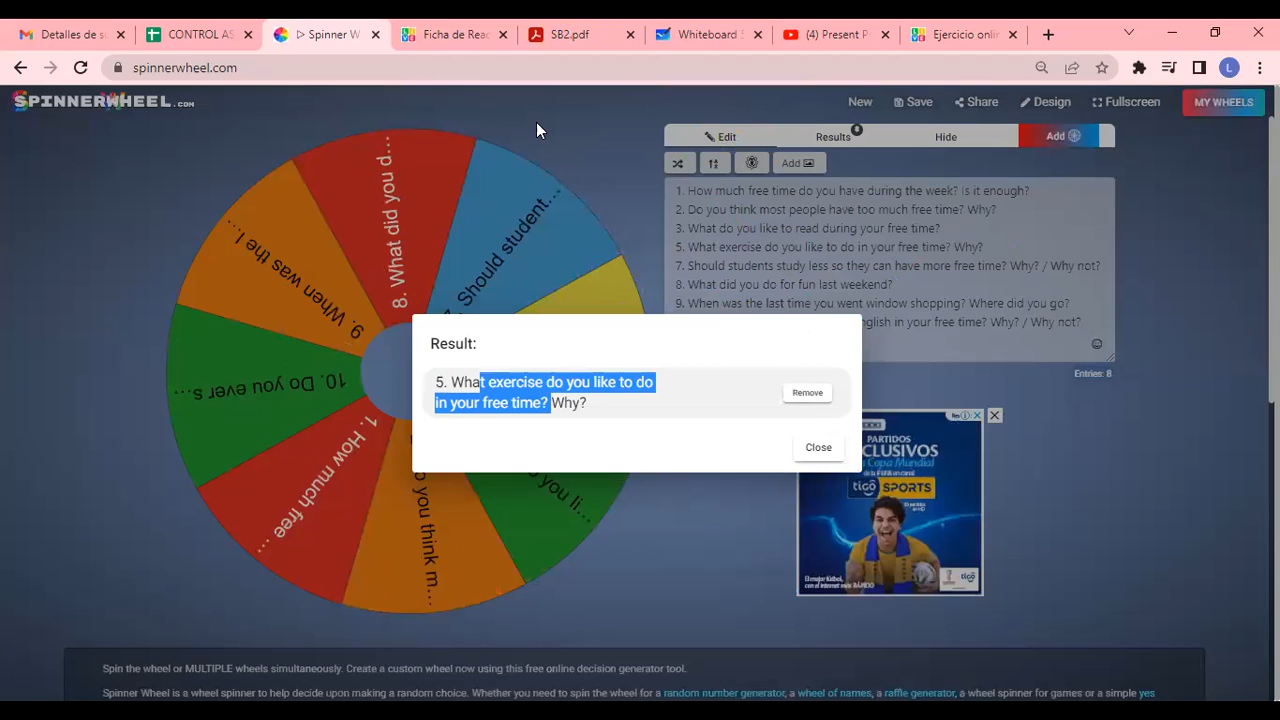 Detalles de su
CONTROL AS
Spinner W
Ficha de Rea
SB2.pdf
Whiteboard S
(4) Present P
Ejercicio onlin
spinnerwheel.com
L
SPINNERWHEEL.COM
New
Save
Share
Design
Fullscreen
MY WHEELS
Edit
Results
Hide
Add
Add
1. How much free time do you have during the week? Is it enough?
2. Do you think most people have too much free time? Why?
3. What do you like to read during your free time?
5. What exercise do you like to do in your free time? Why?
7. Should students study less so they can have more free time? Why? / Why not?
8. What did you do for fun last weekend?
9. When was the last time you went window shopping? Where did you go?
nglish in your free time? Why? / Why not?
Entries: 8
8. What did you d...
7. Should student...
9. When was the l...
10. Do you ever s...
1. How much free ...
o you think m...
o you li...
Result:
5. What exercise do you like to do
in your free time? Why?
Remove
Close
PARTIDOS
CLUSIVOS
Copa Mundial
tigo SPORTS
El mejor fútbol,
tigo
Spin the wheel or MULTIPLE wheels simultaneously. Create a custom wheel now using this free online decision generator tool.
Spinner Wheel is a wheel spinner to help decide upon making a random choice. Whether you need to spin the wheel for a random number generator, a wheel of names, a raffle generator, a wheel spinner for games or a simple yes